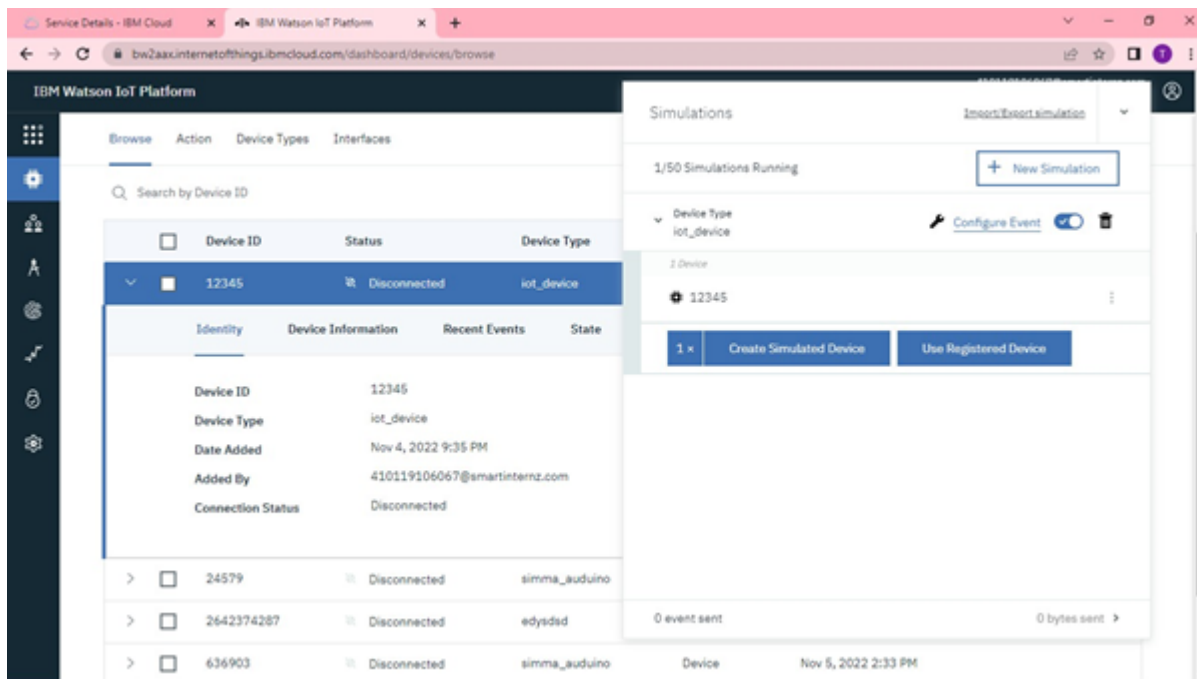 Service Details - IBM Cloud
IBM Watson IoT Platform
bw2aax.internetofthings.ibmcloud.com/dashboard/devices/browse
T
IBM Watson IoT Platform
Browse Action Device Types Interfaces
Search by Device ID
Device ID Status Device Type
12345 Disconnected iot_device
Identity Device Information Recent Events State
Device ID 12345
Device Type iot_device
Date Added Nov 4, 2022 9:35 PM
Added By 410119106067@smartinternz.com
Connection Status Disconnected
24579 Disconnected simma_auduino
2642374287 Disconnected edysdsd
636903 Disconnected simma_auduino Device Nov 5, 2022 2:33 PM
Simulations Import/Export simulation
1/50 Simulations Running + New Simulation
Device Type
iot_device
Configure Event
1 Device
12345
1 × Create Simulated Device Use Registered Device
0 event sent 0 bytes sent